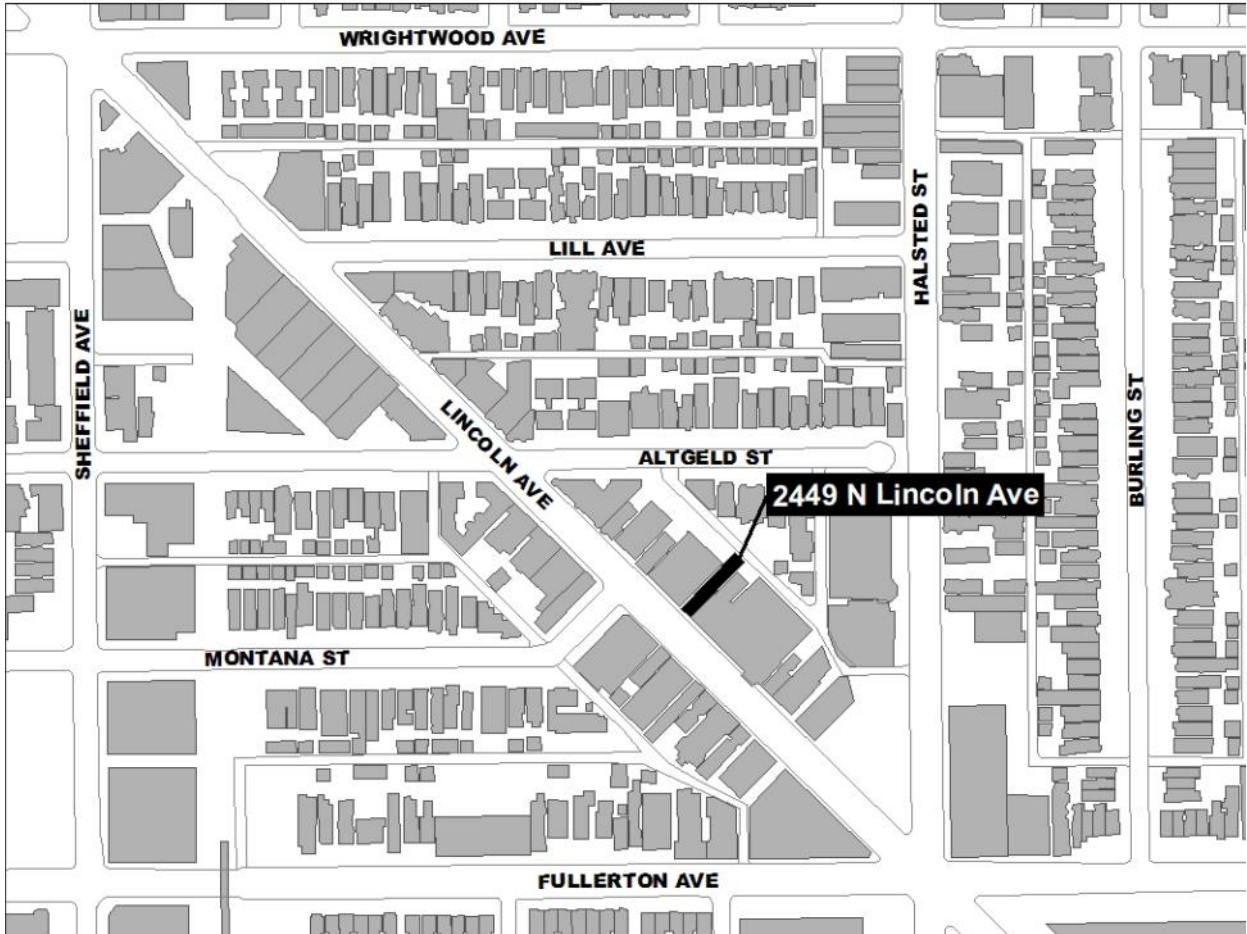 WRIGHTWOOD AVE
HALSTED ST
LILL AVE
SHEFFIELD AVE
LINCOLN AVE
BURLING ST
ALTGELD ST
2449 N Lincoln Ave
MONTANA ST
FULLERTON AVE